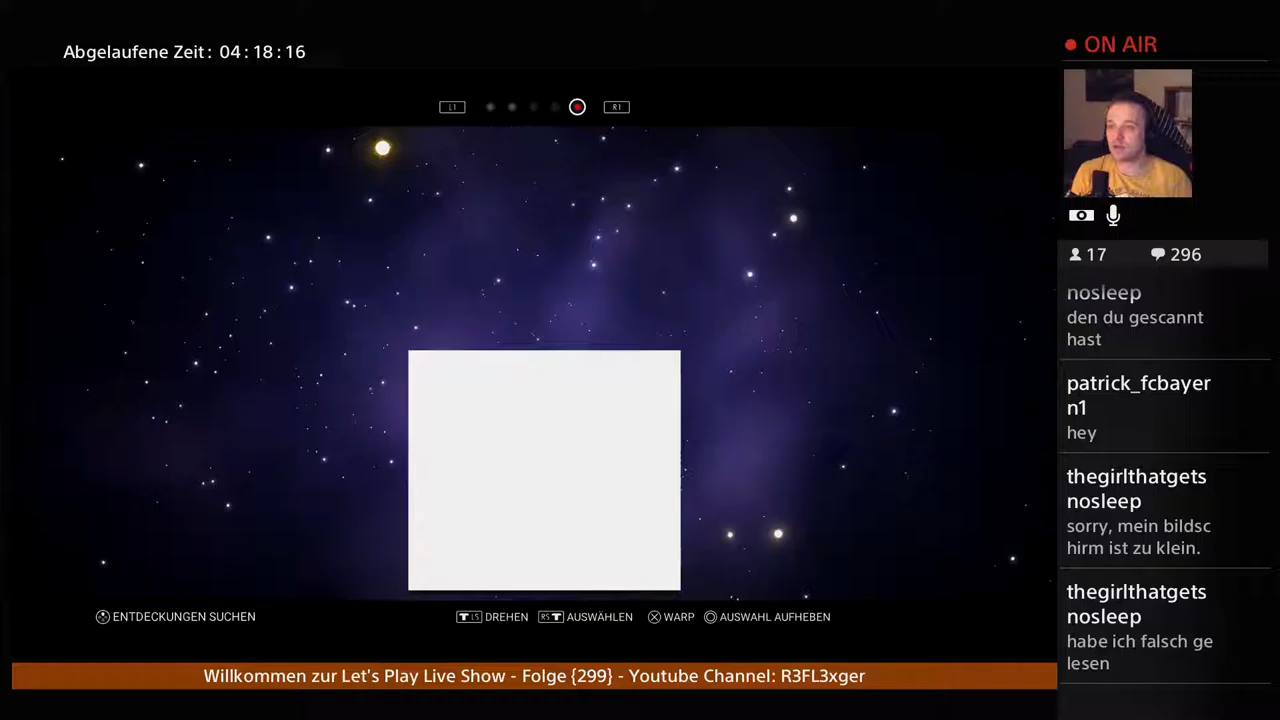 Abgelaufene Zeit: 04:18:16
ON AIR
L1
R1
17 296
nosleep
den du gescannt
hast
patrick_fcbayer
n1
hey
thegirlthatgets
nosleep
sorry, mein bildsc
hirm ist zu klein.
thegirlthatgets
nosleep
habe ich falsch ge
lesen
ENTDECKUNGEN SUCHEN LS DREHEN RS AUSWÄHLEN WARP AUSWAHL AUFHEBEN
Willkommen zur Let's Play Live Show - Folge {299} - Youtube Channel: R3FL3xger